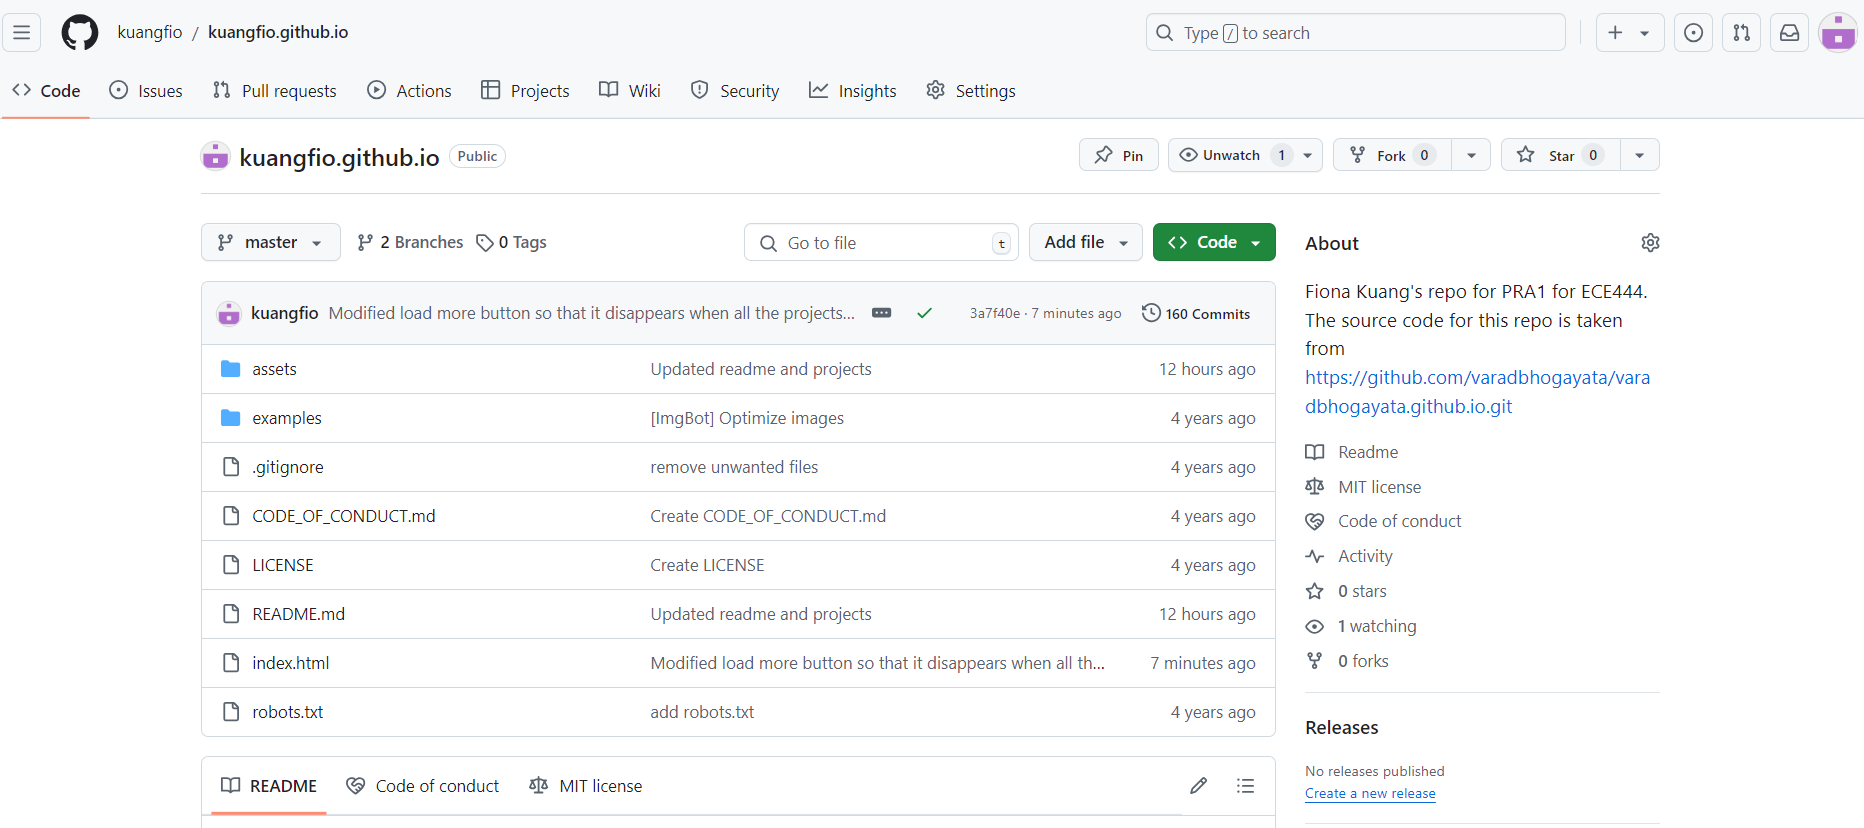 kuangfio / kuangfio.github.io
Type / to search
Code Issues Pull requests Actions Projects Wiki Security Insights Settings
kuangfio.github.io Public
Pin Unwatch 1 Fork 0 Star 0
master 2 Branches 0 Tags
Go to file t Add file Code
kuangfio Modified load more button so that it disappears when all the projects... 3a7f40e · 7 minutes ago 160 Commits
assets Updated readme and projects 12 hours ago
examples [ImgBot] Optimize images 4 years ago
.gitignore remove unwanted files 4 years ago
CODE_OF_CONDUCT.md Create CODE_OF_CONDUCT.md 4 years ago
LICENSE Create LICENSE 4 years ago
README.md Updated readme and projects 12 hours ago
index.html Modified load more button so that it disappears when all th... 7 minutes ago
robots.txt add robots.txt 4 years ago
README Code of conduct MIT license
About
Fiona Kuang's repo for PRA1 for ECE444.
The source code for this repo is taken
from
https://github.com/varadbhogayata/vara
dbhogayata.github.io.git
Readme
MIT license
Code of conduct
Activity
0 stars
1 watching
0 forks
Releases
No releases published
Create a new release